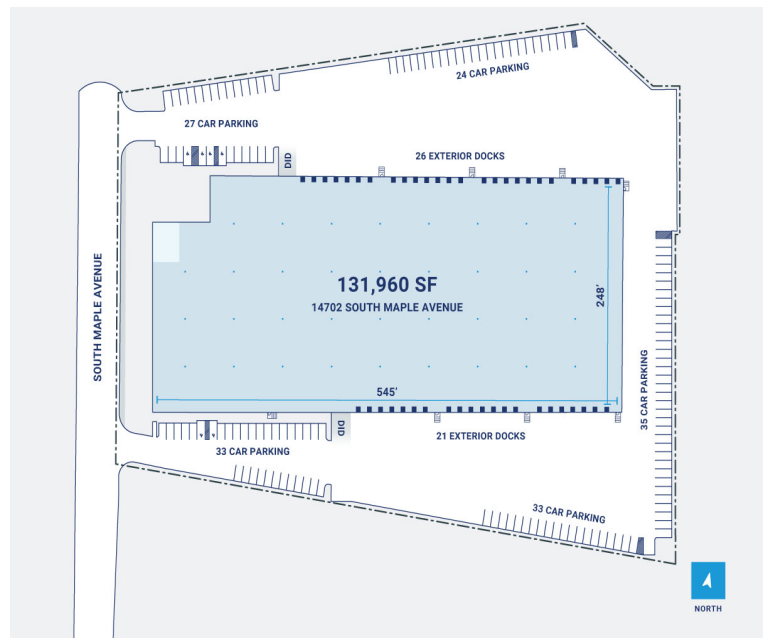 24 CAR PARKING
27 CAR PARKING
DID
26 EXTERIOR DOCKS
SOUTH MAPLE AVENUE
131,960 SF
14702 SOUTH MAPLE AVENUE
248’
35 CAR PARKING
545’
DID
21 EXTERIOR DOCKS
33 CAR PARKING
33 CAR PARKING
NORTH